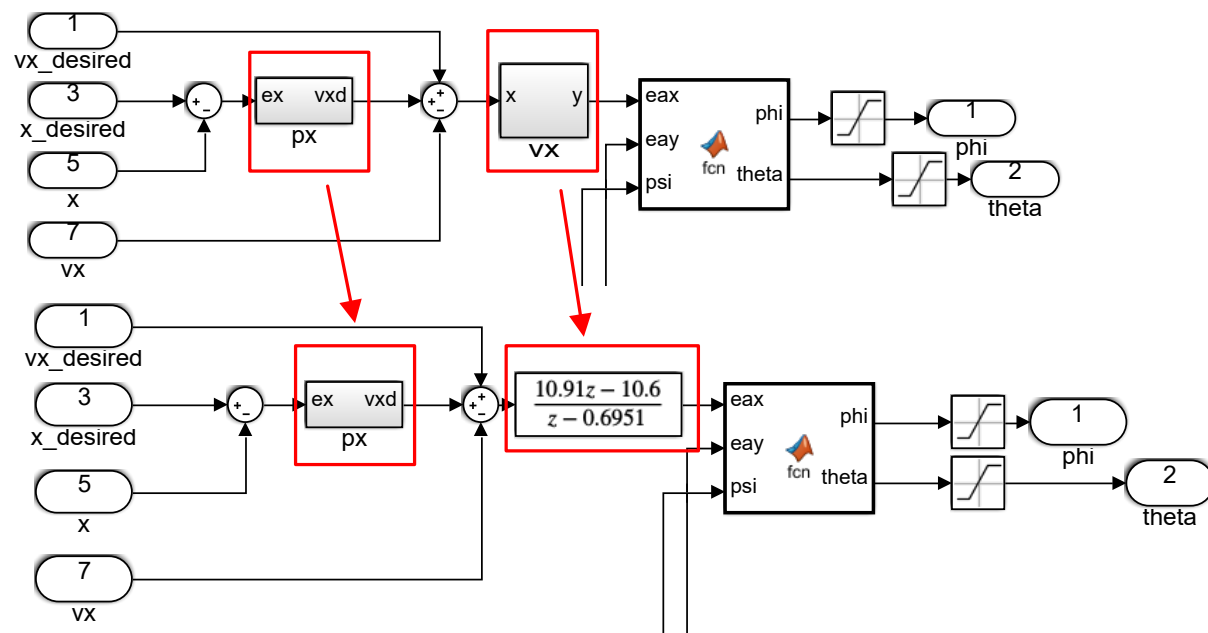 1
vx_desired
3
x_desired
5
x
7
vx
+
−
ex vxd
px
+
+
−
x y
vx
eax
eay
psi
fcn
phi
theta
1
phi
2
theta
1
vx_desired
3
x_desired
5
x
7
vx
+
−
ex vxd
px
+
+
−
10.91z − 10.6
z − 0.6951
eax
eay
psi
fcn
phi
theta
1
phi
2
theta